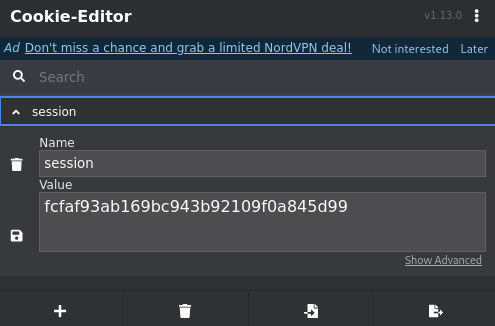 Cookie-Editor
v1.13.0
Ad Don't miss a chance and grab a limited NordVPN deal! Not interested Later
Search
session
Name
session
Value
fcfaf93ab169bc943b92109f0a845d99
Show Advanced